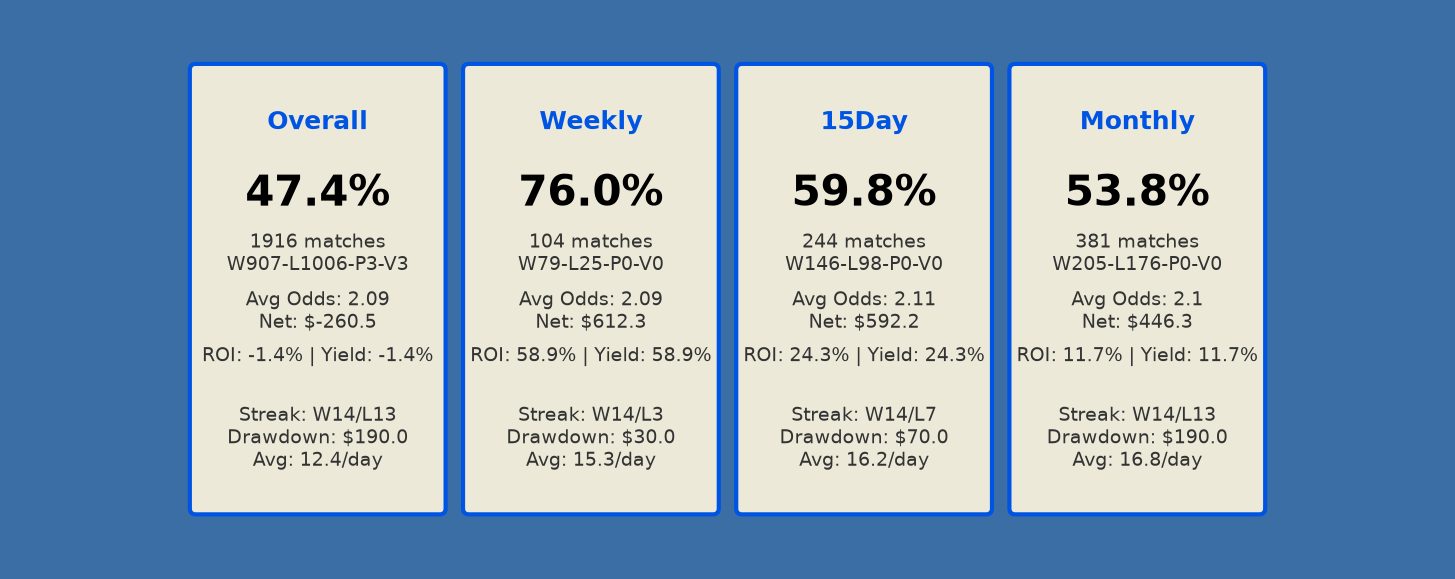 Overall
47.4%
1916 matches
W907-L1006-P3-V3
Avg Odds: 2.09
Net: $-260.5
ROI: -1.4% | Yield: -1.4%
Streak: W14/L13
Drawdown: $190.0
Avg: 12.4/day
Weekly
76.0%
104 matches
W79-L25-P0-V0
Avg Odds: 2.09
Net: $612.3
ROI: 58.9% | Yield: 58.9%
Streak: W14/L3
Drawdown: $30.0
Avg: 15.3/day
15Day
59.8%
244 matches
W146-L98-P0-V0
Avg Odds: 2.11
Net: $592.2
ROI: 24.3% | Yield: 24.3%
Streak: W14/L7
Drawdown: $70.0
Avg: 16.2/day
Monthly
53.8%
381 matches
W205-L176-P0-V0
Avg Odds: 2.1
Net: $446.3
ROI: 11.7% | Yield: 11.7%
Streak: W14/L13
Drawdown: $190.0
Avg: 16.8/day